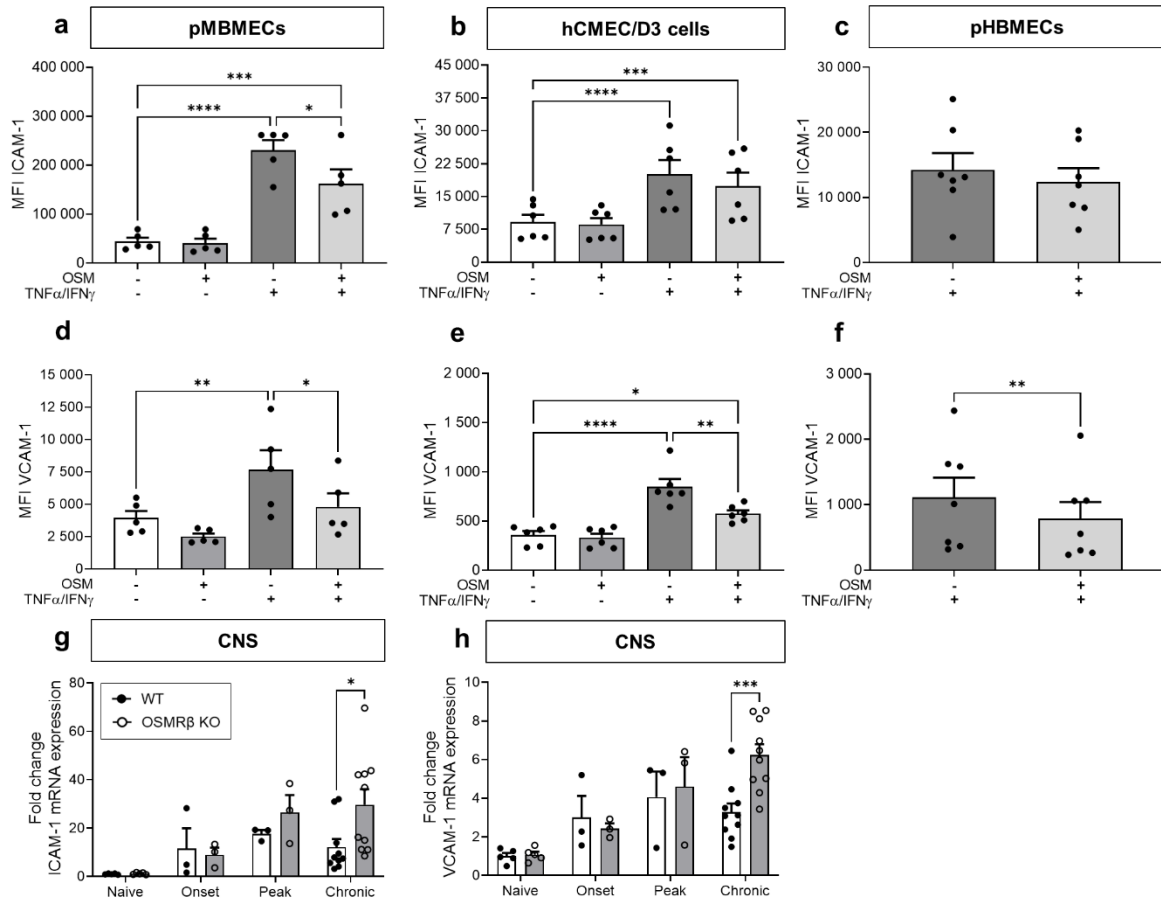 a
pMBMECs
b
hCMEC/D3 cells
c
pHBMECs
400 000
300 000
200 000
100 000
0
MFI ICAM-1
***
****
*
OSM - + - +
TNFα/IFNγ - - + +
45 000
37 500
30 000
22 500
15 000
7 500
0
MFI ICAM-1
***
****
OSM - + - +
TNFα/IFNγ - - + +
30 000
20 000
10 000
0
MFI ICAM-1
OSM - +
TNFα/IFNγ + +
d
15 000
12 500
10 000
7 500
5 000
2 500
0
MFI VCAM-1
**
*
OSM - + - +
TNFα/IFNγ - - + +
e
2 000
1 500
1 000
500
0
MFI VCAM-1
*
****
**
OSM - + - +
TNFα/IFNγ - - + +
f
3 000
2 000
1 000
0
MFI VCAM-1
**
OSM - +
TNFα/IFNγ + +
g
CNS
80
60
40
20
0
Fold change
ICAM-1 mRNA expression
WT
OSMRβ KO
*
Naive Onset Peak Chronic
h
CNS
10
8
6
4
2
0
Fold change
VCAM-1 mRNA expression
***
Naive Onset Peak Chronic